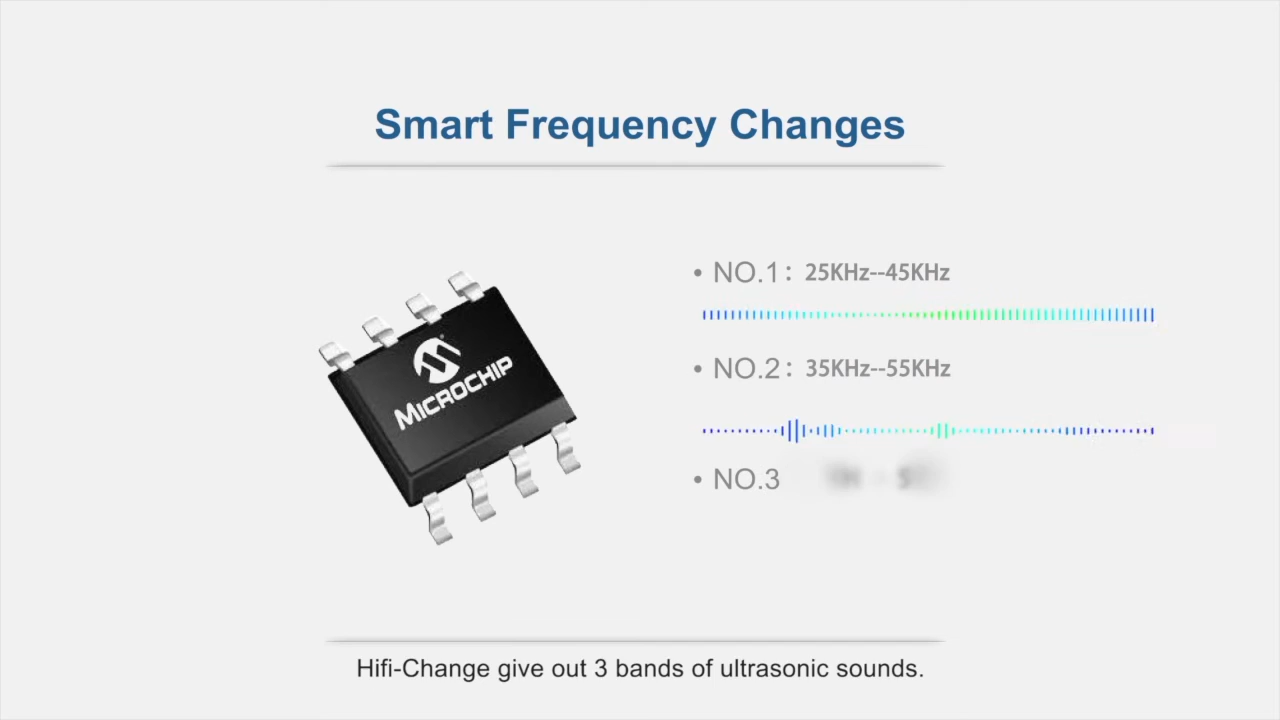 Smart Frequency Changes
MICROCHIP
• NO.1: 25KHz--45KHz
• NO.2: 35KHz--55KHz
• NO.3
Hifi-Change give out 3 bands of ultrasonic sounds.